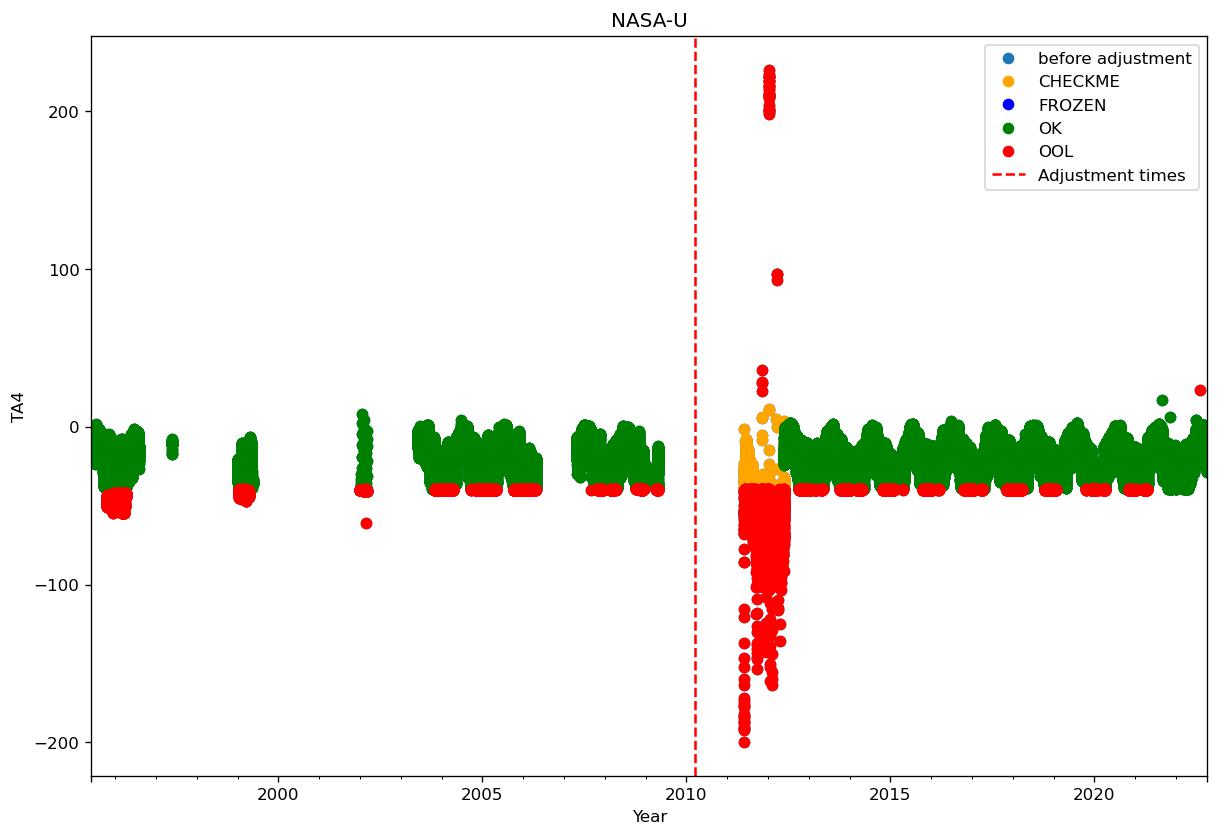 NASA-U
before adjustment
CHECKME
FROZEN
OK
OOL
Adjustment times
TA4
200
100
0
−100
−200
2000
2005
2010
2015
2020
Year